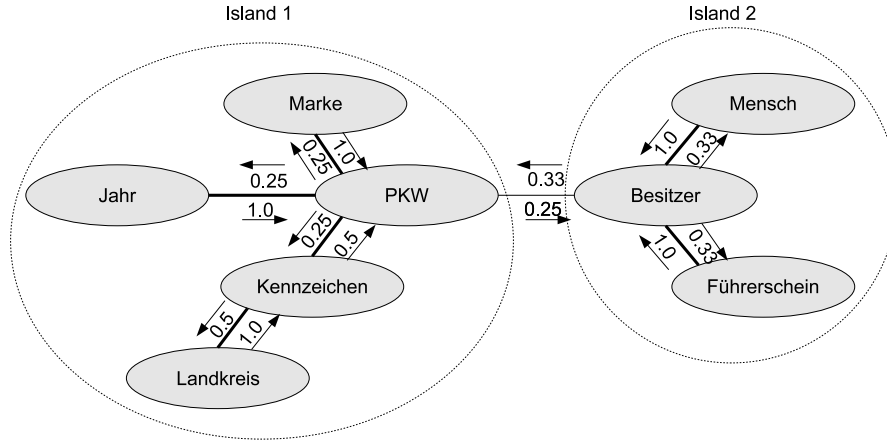 Island 1
Island 2
Marke
Mensch
0.25
1.0
1.0
0.33
0.25
0.33
Jahr
PKW
Besitzer
1.0
0.25
0.25
0.5
1.0
0.33
Kennzeichen
Führerschein
0.5
1.0
Landkreis